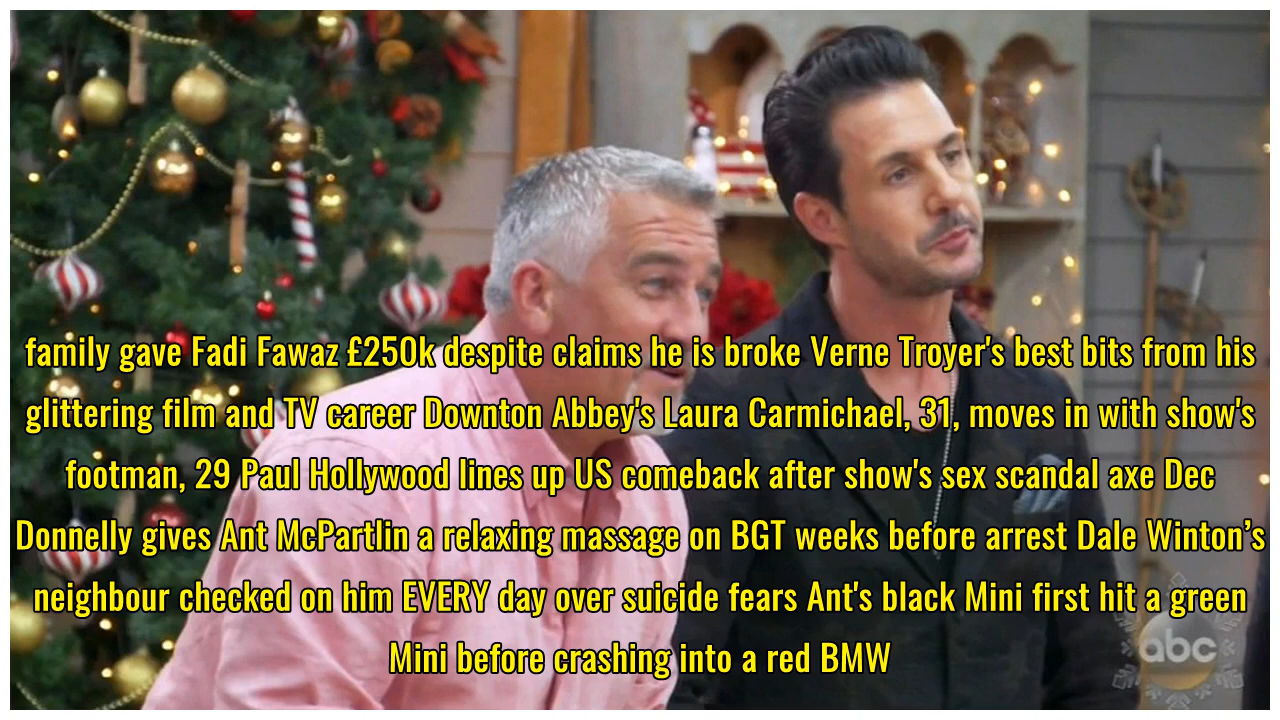 family gave Fadi Fawaz £250k despite claims he is broke Verne Troyer's best bits from his
glittering film and TV career Downton Abbey's Laura Carmichael, 31, moves in with show's
footman, 29 Paul Hollywood lines up US comeback after show's sex scandal axe Dec
Donnelly gives Ant McPartlin a relaxing massage on BGT weeks before arrest Dale Winton’s
neighbour checked on him EVERY day over suicide fears Ant's black Mini first hit a green
Mini before crashing into a red BMW
abc